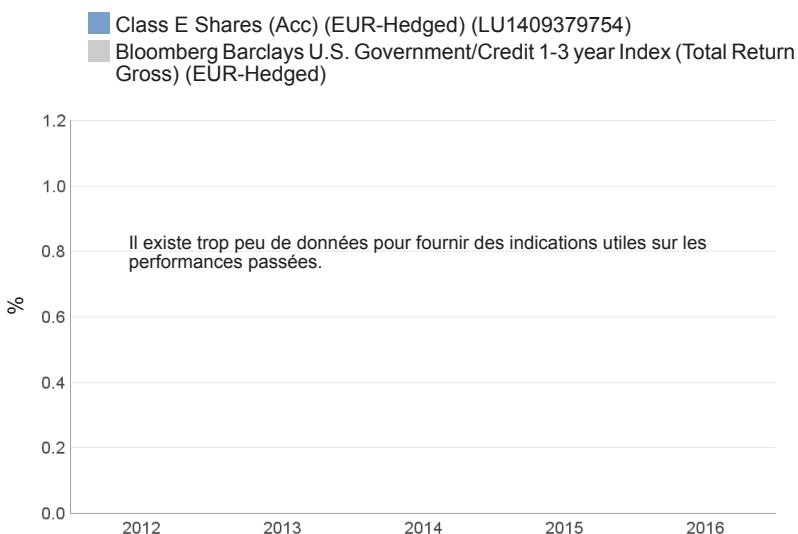 Class E Shares (Acc) (EUR-Hedged) (LU1409379754)
Bloomberg Barclays U.S. Government/Credit 1-3 year Index (Total Return
Gross) (EUR-Hedged)
1.2
1.0
Il existe trop peu de données pour fournir des indications utiles sur les
0.8
performances passées.
%
0.6
0.4
0.2
0.0
2012 2013 2014 2015 2016